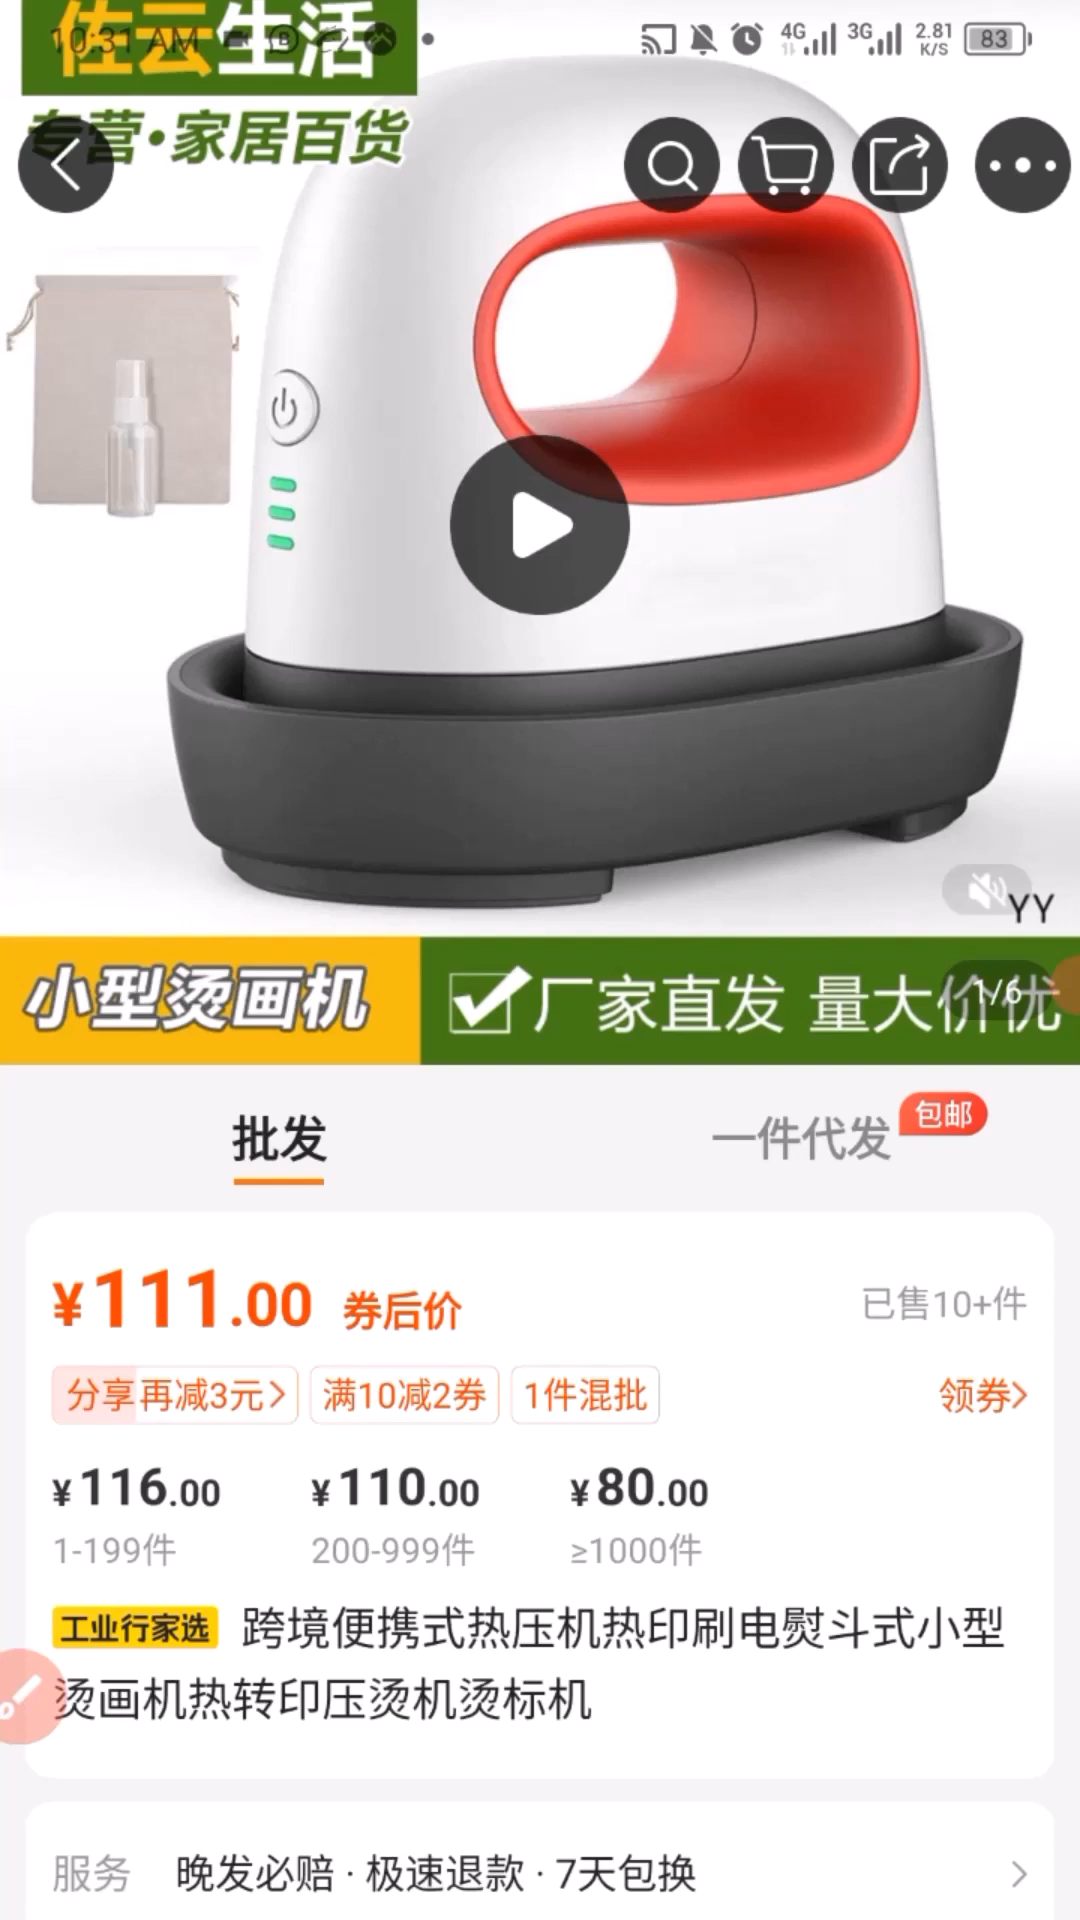 10:31 AM
4G 3G 2.81 K/S 83
佐云生活
专营·家居百货
YY
小型烫画机
厂家直发 量大价优
1/6
批发
一件代发 包邮
¥111.00 券后价 已售10+件
分享再减3元> 满10减2券 1件混批 领券>
¥116.00 ¥110.00 ¥80.00
1-199件 200-999件 ≥1000件
工业行家选 跨境便携式热压机热印刷电熨斗式小型
烫画机热转印压烫机烫标机
服务 晚发必赔 · 极速退款 · 7天包换 >